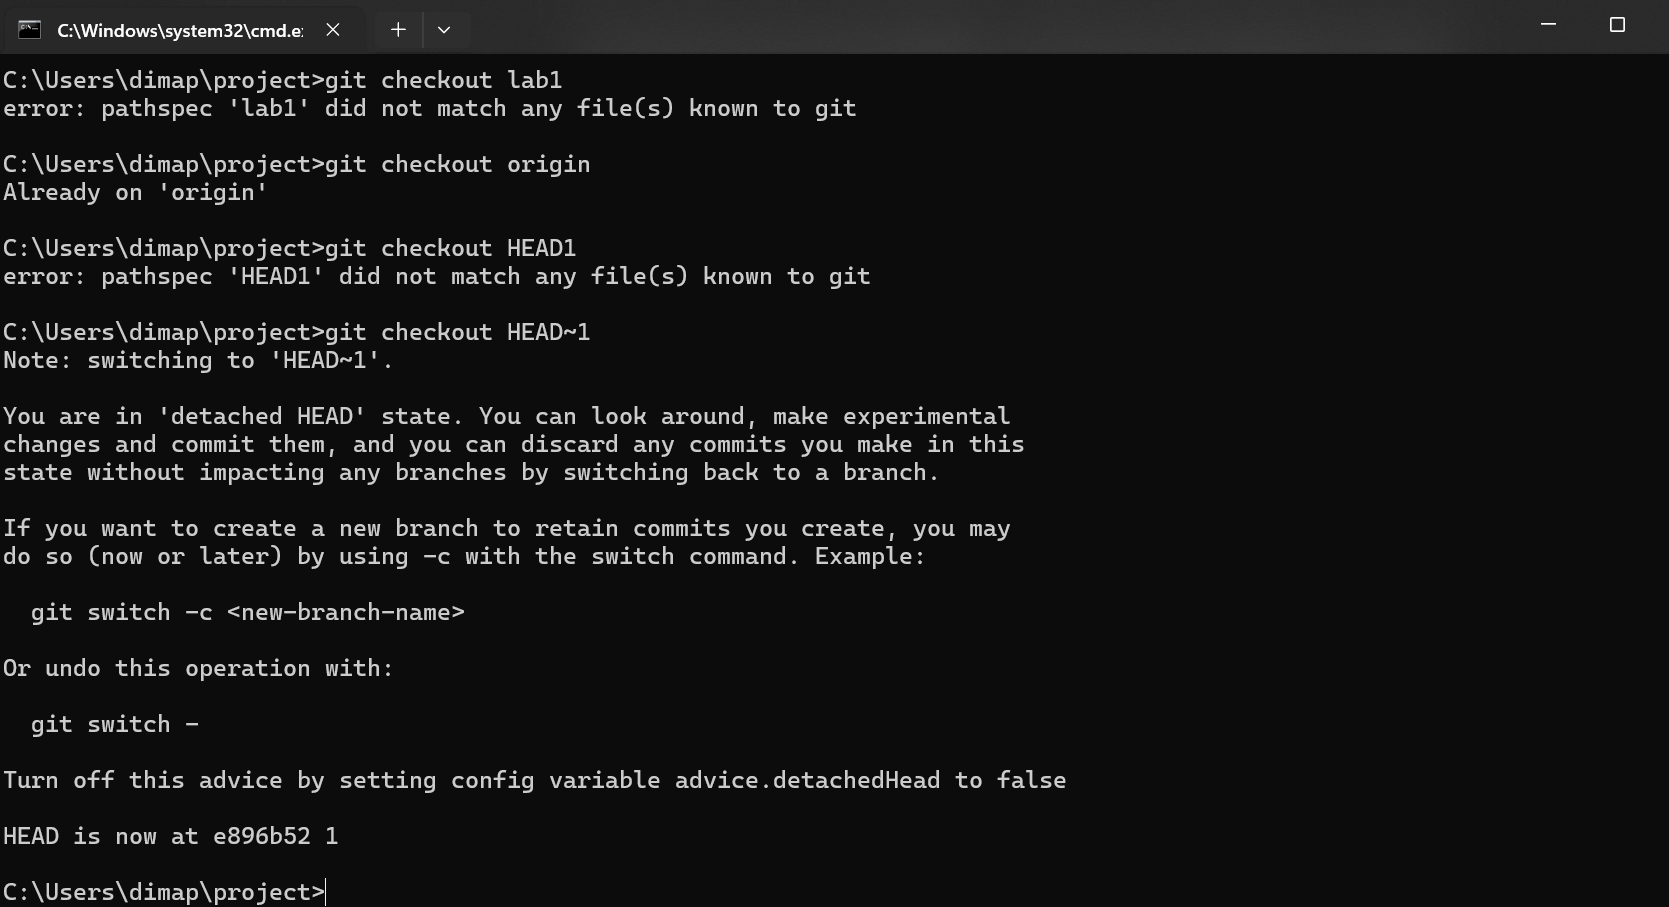 C:\Windows\system32\cmd.e
C:\Users\dimap\project>git checkout lab1
error: pathspec 'lab1' did not match any file(s) known to git
C:\Users\dimap\project>git checkout origin
Already on 'origin'
C:\Users\dimap\project>git checkout HEAD1
error: pathspec 'HEAD1' did not match any file(s) known to git
C:\Users\dimap\project>git checkout HEAD~1
Note: switching to 'HEAD~1'.
You are in 'detached HEAD' state. You can look around, make experimental
changes and commit them, and you can discard any commits you make in this
state without impacting any branches by switching back to a branch.
If you want to create a new branch to retain commits you create, you may
do so (now or later) by using -c with the switch command. Example:
git switch -c <new-branch-name>
Or undo this operation with:
git switch -
Turn off this advice by setting config variable advice.detachedHead to false
HEAD is now at e896b52 1
C:\Users\dimap\project>